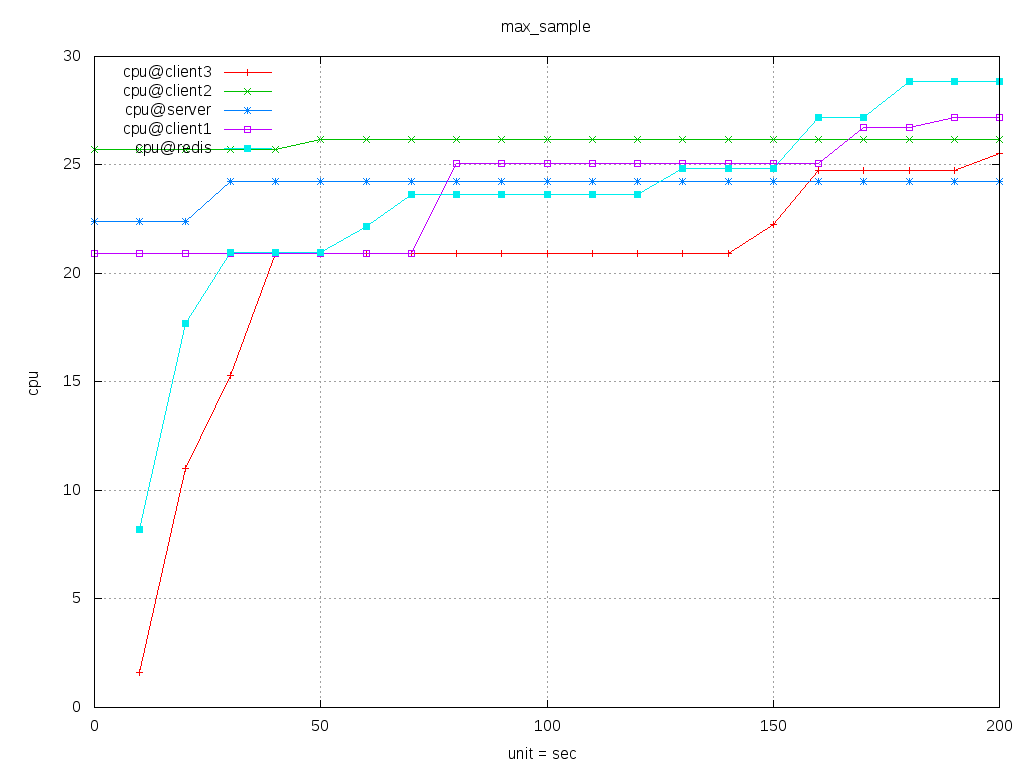 max_sample
30
25
20
15
10
5
0
cpu
cpu@client3
cpu@client2
cpu@server
cpu@client1
cpu@redis
0 50 100 150 200
unit = sec